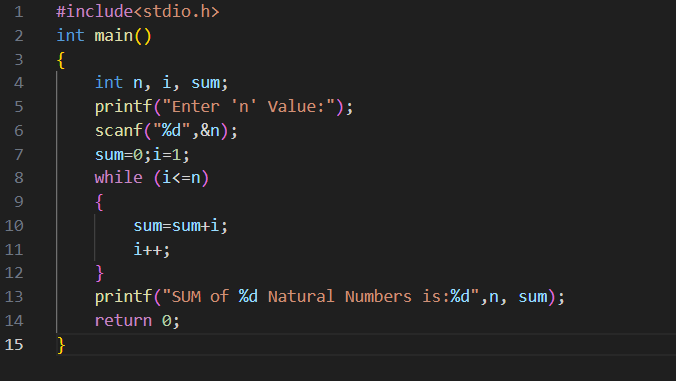 1 #include<stdio.h>
2 int main()
3 {
4     int n, i, sum;
5     printf("Enter 'n' Value:");
6     scanf("%d",&n);
7     sum=0;i=1;
8     while (i<=n)
9     {
10         sum=sum+i;
11         i++;
12     }
13     printf("SUM of %d Natural Numbers is:%d",n, sum);
14     return 0;
15 }